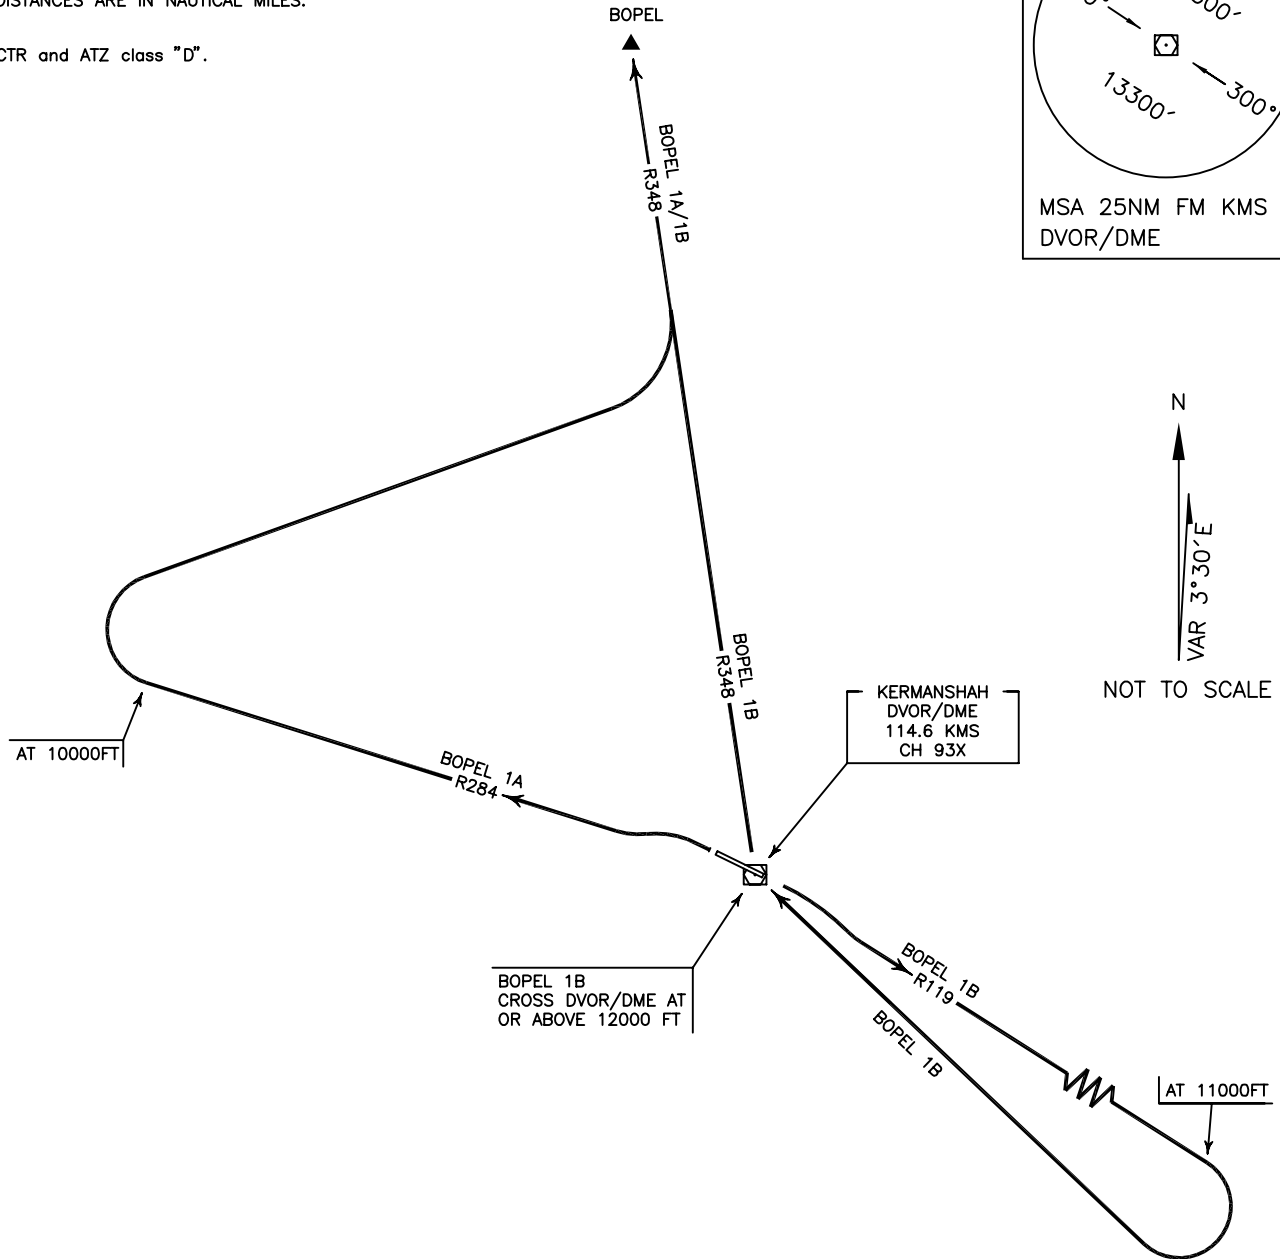 DISTANCES ARE IN NAUTICAL MILES.
CTR and ATZ class "D".
BOPEL
13300´
300°
MSA 25NM FM KMS
DVOR/DME
BOPEL 1A/1B
R348
N
VAR 3°30´E
NOT TO SCALE
BOPEL 1B
R348
KERMANSHAH
DVOR/DME
114.6 KMS
CH 93X
AT 10000FT
BOPEL 1A
R284
BOPEL 1B
CROSS DVOR/DME AT
OR ABOVE 12000 FT
BOPEL 1B
R119
BOPEL 1B
AT 11000FT